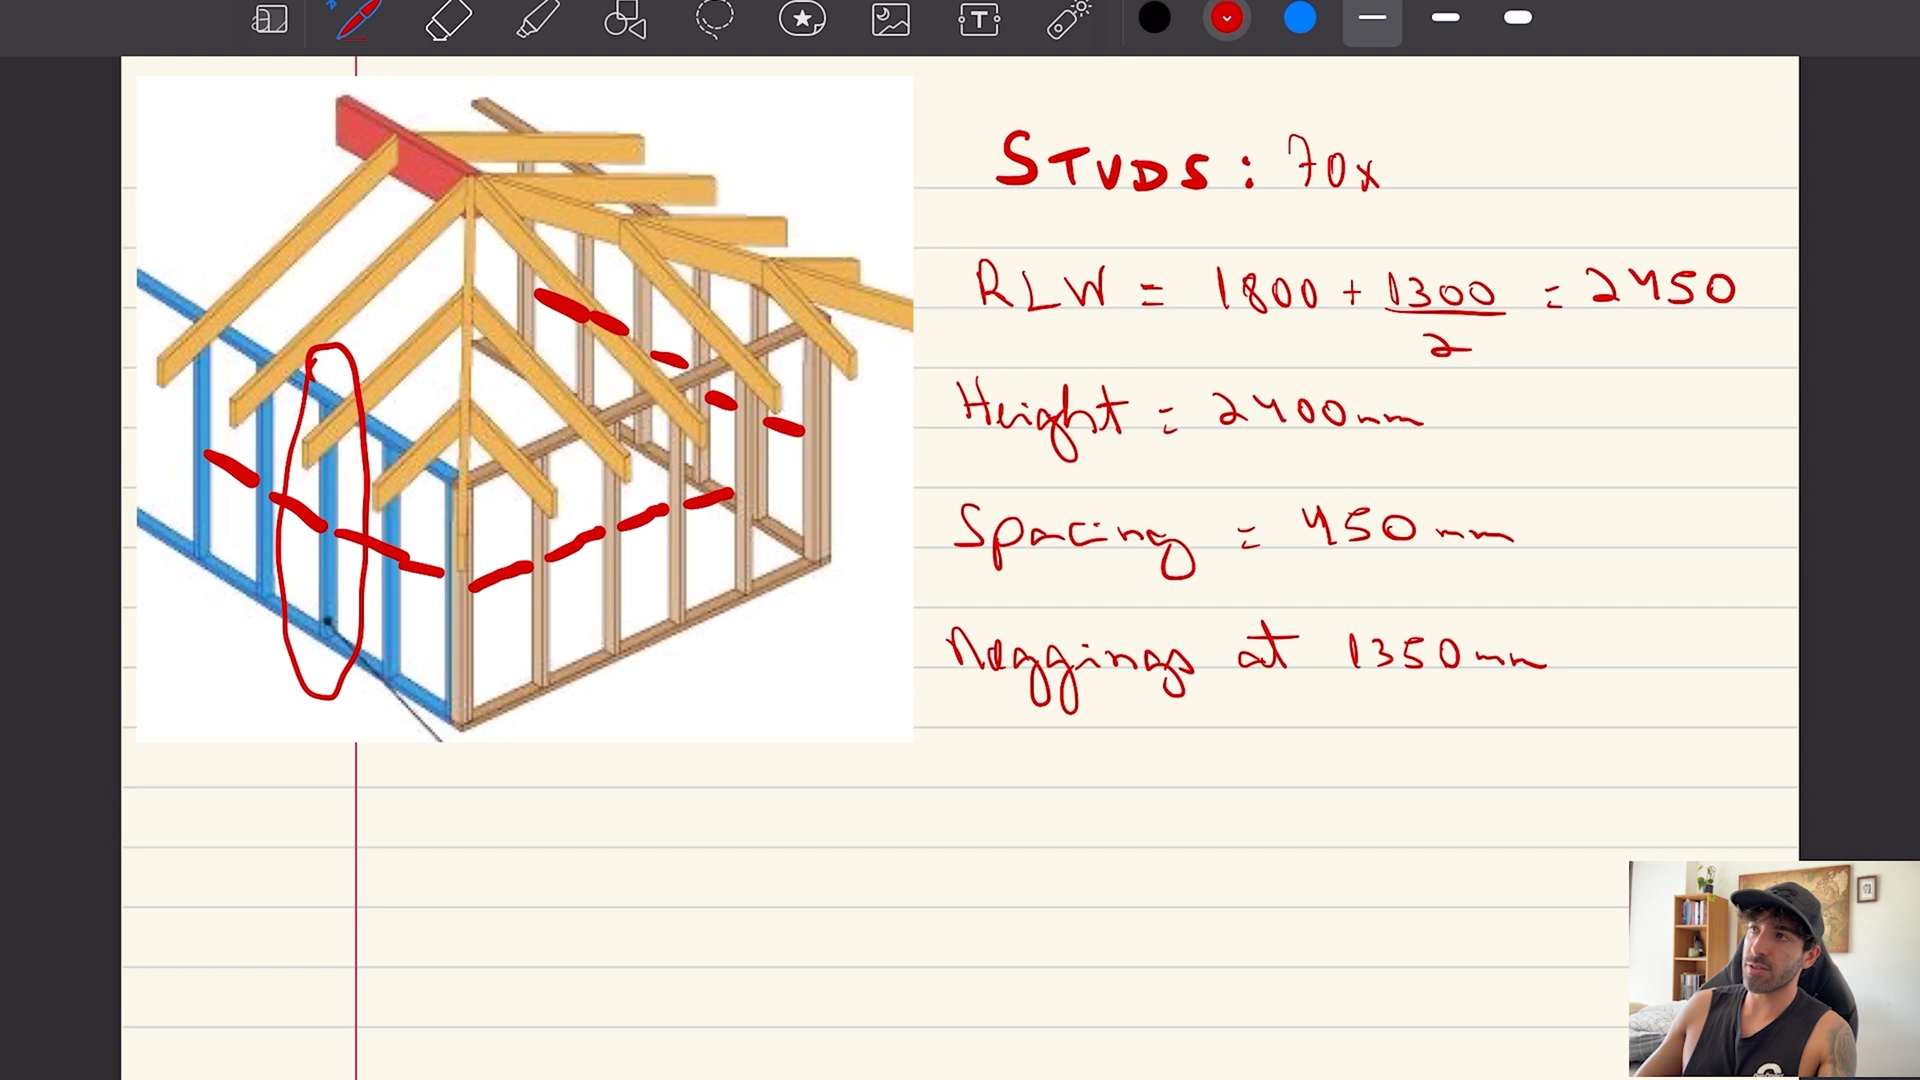 STUDS: 70x
RLW = 1800 + 1300/2 = 2450
Height = 2400mm
Spacing = 450mm
Noggings at 1350mm